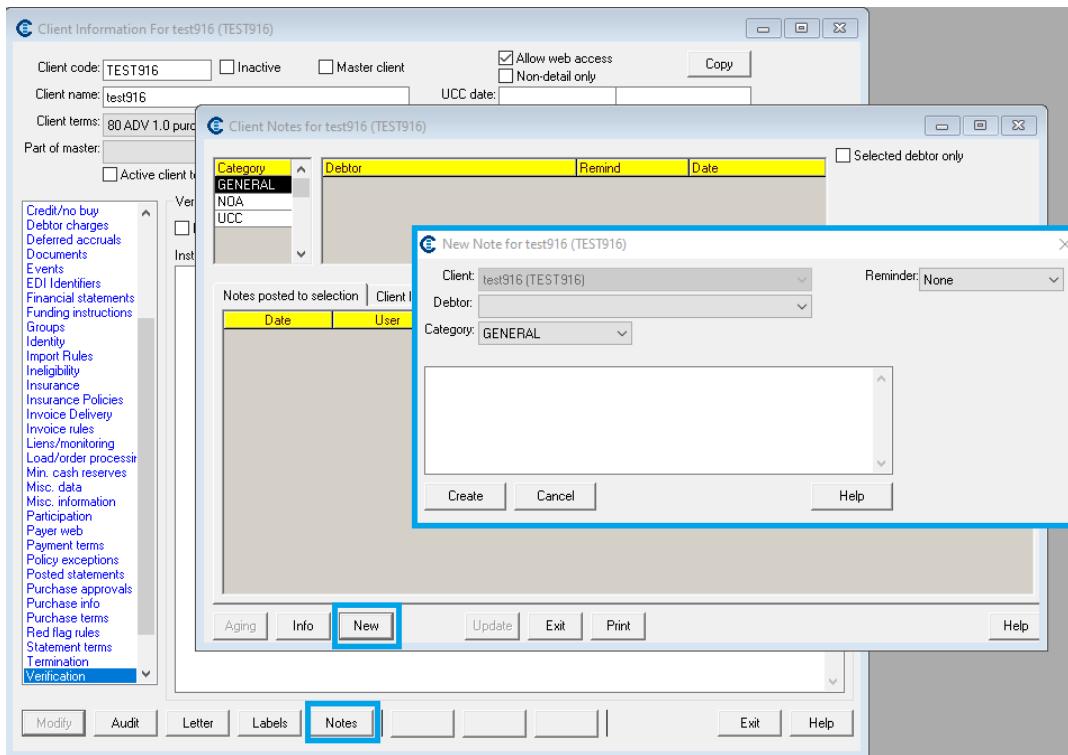 Client Information For test916 (TEST916)
Client code: TEST916 Inactive Master client Allow web access Copy
Non-detail only
Client name: test916 UCC date:
Client terms: 80 ADV 1.0 purc
Part of master:
Active client t
Client Notes for test916 (TEST916)
Selected debtor only
Category Debtor Remind Date
GENERAL
NOA
UCC
Notes posted to selection Client I
Date User
New Note for test916 (TEST916)
Client: test916 (TEST916) Reminder: None
Debtor:
Category: GENERAL
Create Cancel Help
Aging Info New Update Exit Print Help
Ver
Inst
Credit/no buy
Debtor charges
Deferred accruals
Documents
Events
EDI Identifiers
Financial statements
Funding instructions
Groups
Identity
Import Rules
Ineligibility
Insurance
Insurance Policies
Invoice Delivery
Invoice rules
Liens/monitoring
Load/order processin
Min. cash reserves
Misc. data
Misc. information
Participation
Payer web
Payment terms
Policy exceptions
Posted statements
Purchase approvals
Purchase info
Purchase terms
Red flag rules
Statement terms
Termination
Verification
Modify Audit Letter Labels Notes Exit Help